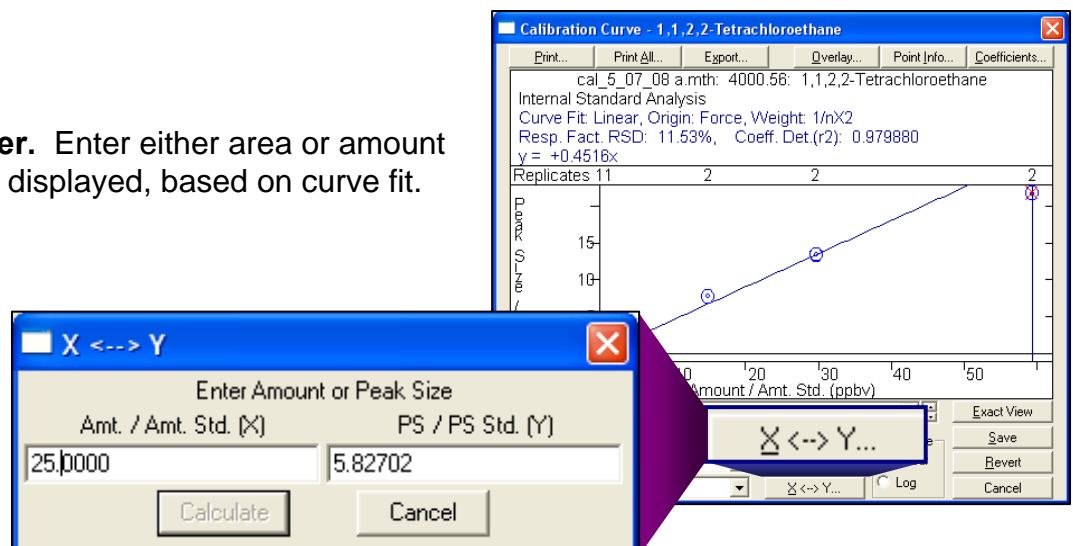 er. Enter either area or amount
displayed, based on curve fit.
Calibration Curve - 1,1,2,2-Tetrachloroethane
Print... Print All... Export... Overlay... Point Info... Coefficients...
cal_5_07_08 a.mth: 4000.56: 1,1,2,2-Tetrachloroethane
Internal Standard Analysis
Curve Fit: Linear, Origin: Force, Weight: 1/nX2
Resp. Fact. RSD: 11.53%, Coeff. Det.(r2): 0.979880
y = +0.4516x
Replicates 11 2 2 2
Peak Size /
15
10
20 30 40 50
Amount / Amt. Std. (ppbv)
Exact View
Save
Revert
Cancel
X <--> Y...
X <--> Y...
Log
X <--> Y
Enter Amount or Peak Size
Amt. / Amt. Std. (X) PS / PS Std. (Y)
25.0000 5.82702
Calculate Cancel